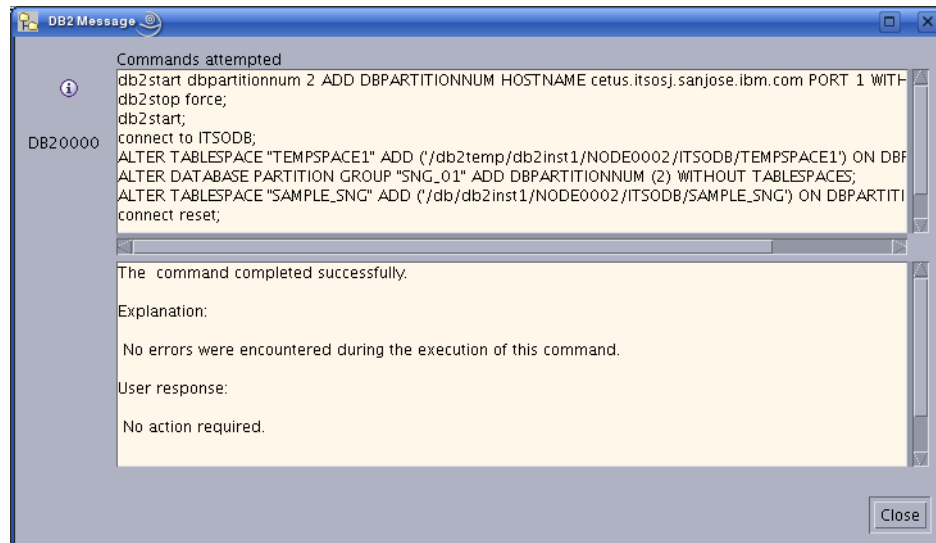 DB2 Message
Commands attempted
db2start dbpartitionnum 2 ADD DBPARTITIONNUM HOSTNAME cetus.itsosj.sanjose.ibm.com PORT 1 WITH
db2stop force;
db2start;
DB20000
connect to ITSODB;
ALTER TABLESPACE "TEMPSPACE1" ADD ('/db2temp/db2inst1/NODE0002/ITSODB/TEMPSPACE1') ON DBP
ALTER DATABASE PARTITION GROUP "SNG_01" ADD DBPARTITIONNUM (2) WITHOUT TABLESPACES;
ALTER TABLESPACE "SAMPLE_SNG" ADD ('/db/db2inst1/NODE0002/ITSODB/SAMPLE_SNG') ON DBPARTITI
connect reset;
The command completed successfully.
Explanation:
No errors were encountered during the execution of this command.
User response:
No action required.
Close